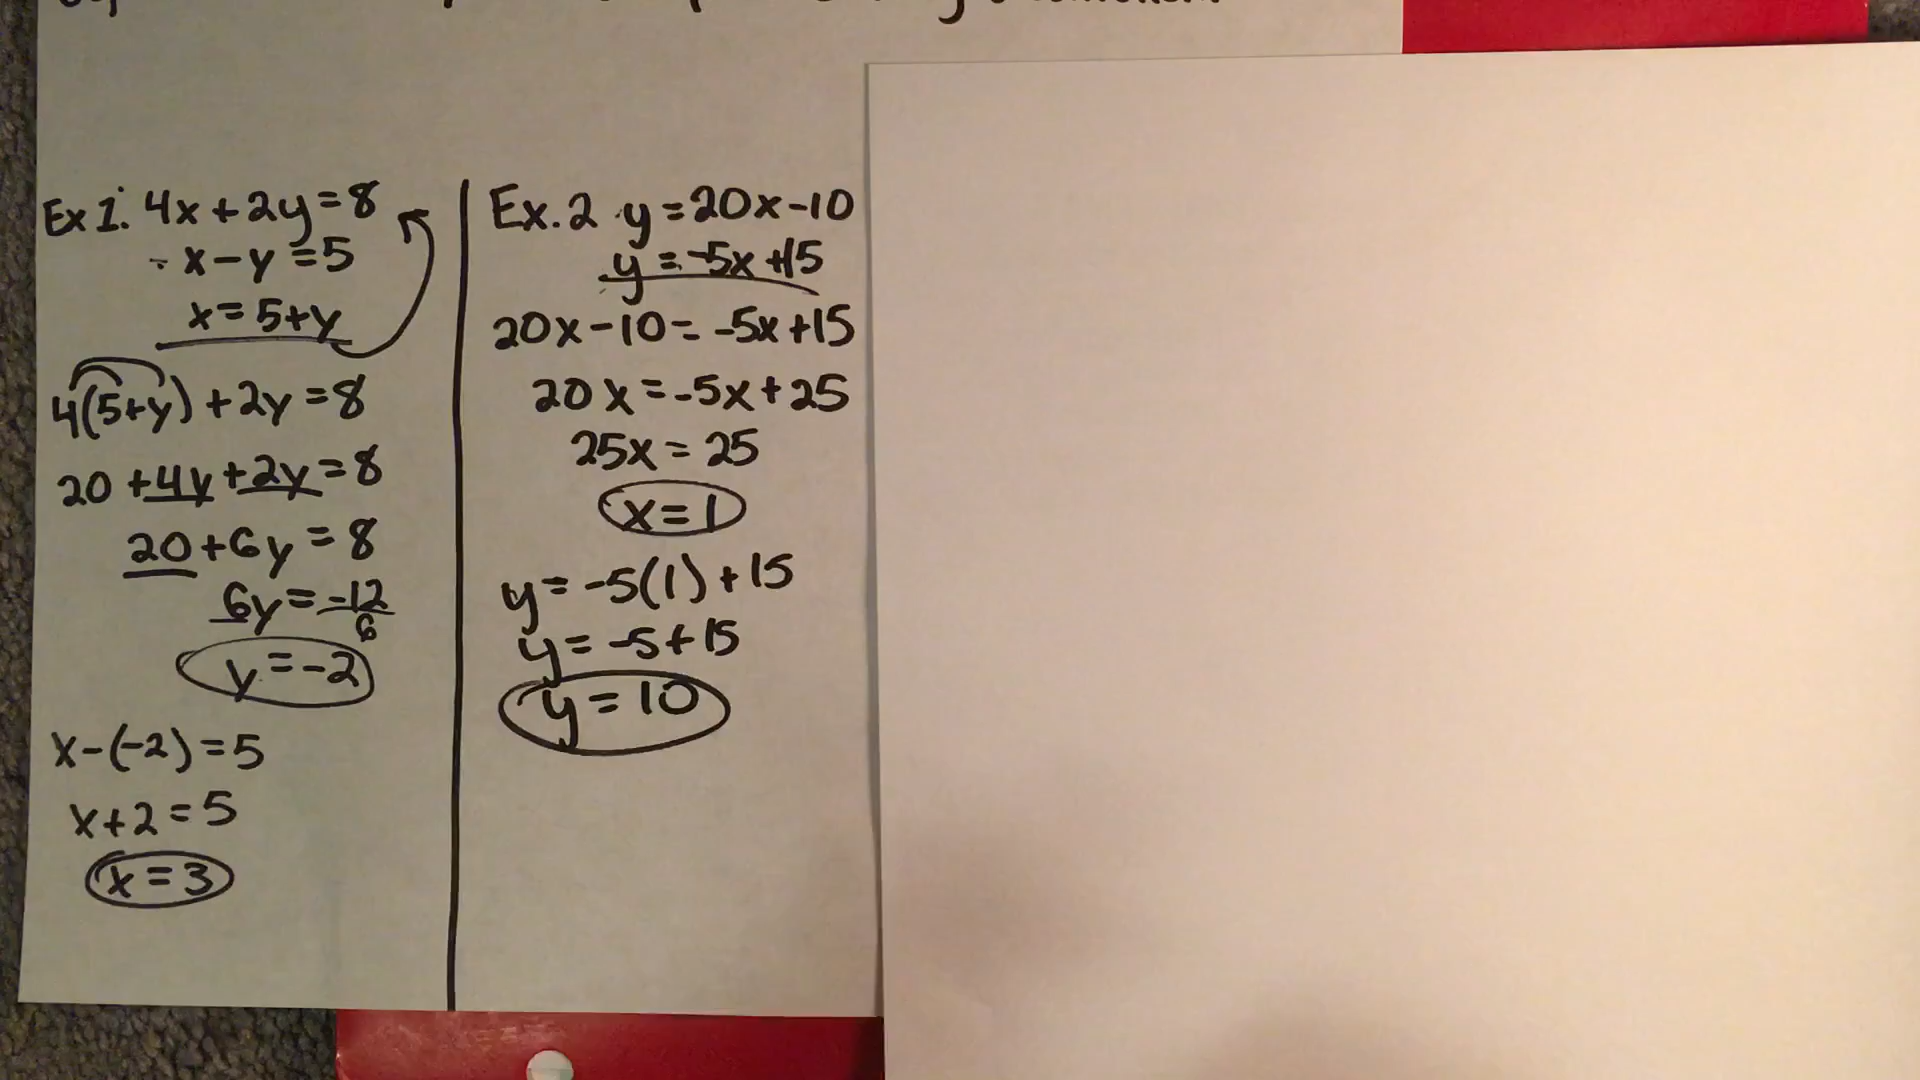 Ex 1. 4x + 2y = 8
x - y = 5
x = 5 + y
4(5+y) + 2y = 8
20 + 4y + 2y = 8
20 + 6y = 8
6y = -12
6
y = -2
x - (-2) = 5
x + 2 = 5
x = 3
Ex. 2 y = 20x - 10
y = -5x + 15
20x - 10 = -5x + 15
20x = -5x + 25
25x = 25
x = 1
y = -5(1) + 15
y = -5 + 15
y = 10